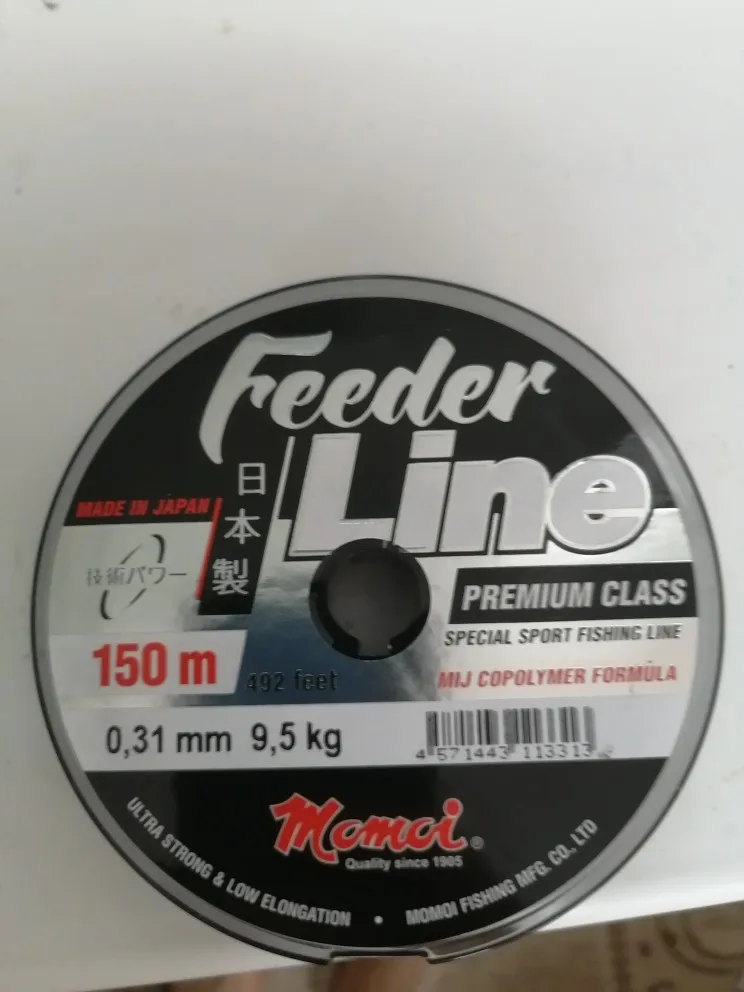 Feeder
Line
MADE IN JAPAN
日本製
技術パワー
PREMIUM CLASS
SPECIAL SPORT FISHING LINE
150 m
492 feet
MIJ COPOLYMER FORMULA
0,31 mm 9,5 kg
4 571443 113313
Momoi®
Quality since 1905
ULTRA STRONG & LOW ELONGATION • MOMOI FISHING MFG. CO., LTD